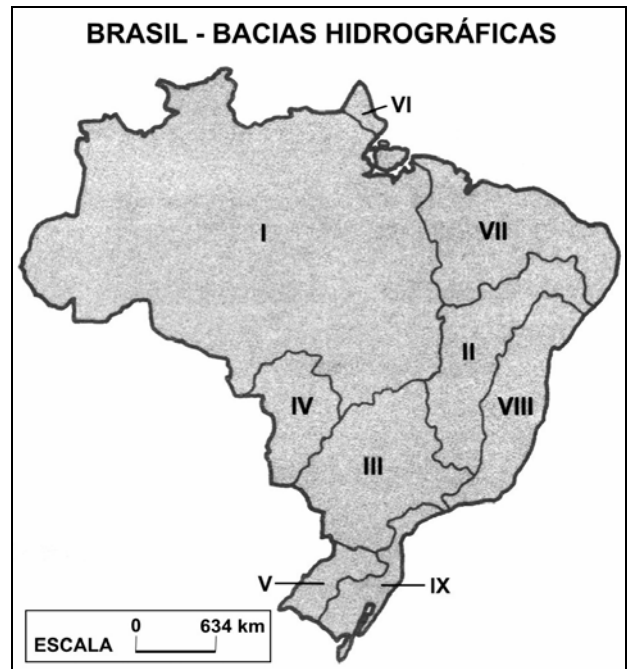 BRASIL - BACIAS HIDROGRÁFICAS
VI
I
VII
II
IV
VIII
III
V
IX
0 634 km
ESCALA